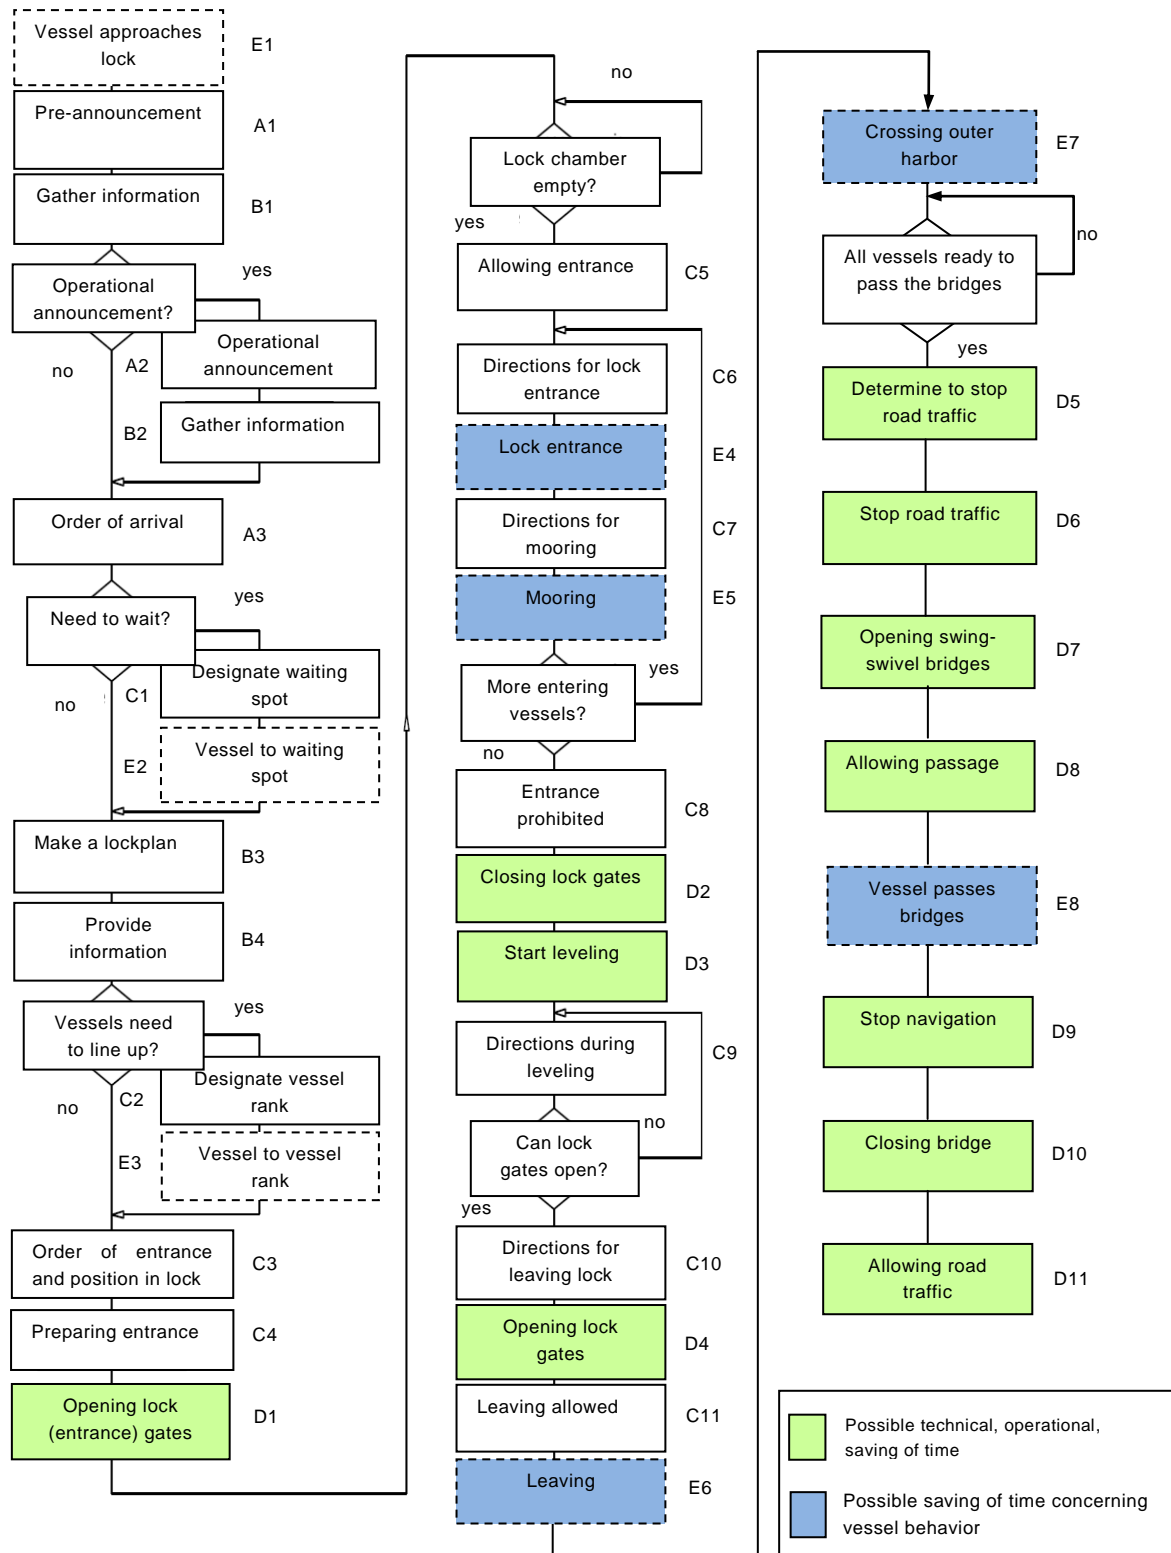 Vessel approaches
lock
E1
Pre-announcement
A1
Gather information
B1
yes
Operational
announcement?
no
A2
Operational
announcement
B2
Gather information
Order of arrival
A3
yes
Need to wait?
no
C1
Designate waiting
spot
E2
Vessel to waiting
spot
Make a lockplan
B3
Provide
information
B4
yes
Vessels need
to line up?
no
C2
Designate vessel
rank
E3
Vessel to vessel
rank
Order of entrance
and position in lock
C3
Preparing entrance
C4
Opening lock
(entrance) gates
D1
no
Lock chamber
empty?
yes
Allowing entrance
C5
Directions for lock
entrance
C6
Lock entrance
E4
Directions for
mooring
C7
Mooring
E5
More entering
vessels?
yes
no
Entrance
prohibited
C8
Closing lock gates
D2
Start leveling
D3
Directions during
leveling
C9
no
Can lock
gates open?
yes
Directions for
leaving lock
C10
Opening lock
gates
D4
Leaving allowed
C11
Leaving
E6
Crossing outer
harbor
E7
no
All vessels ready to
pass the bridges
yes
Determine to stop
road traffic
D5
Stop road traffic
D6
Opening swing-
swivel bridges
D7
Allowing passage
D8
Vessel passes
bridges
E8
Stop navigation
D9
Closing bridge
D10
Allowing road
traffic
D11
Possible technical, operational,
saving of time
Possible saving of time concerning
vessel behavior